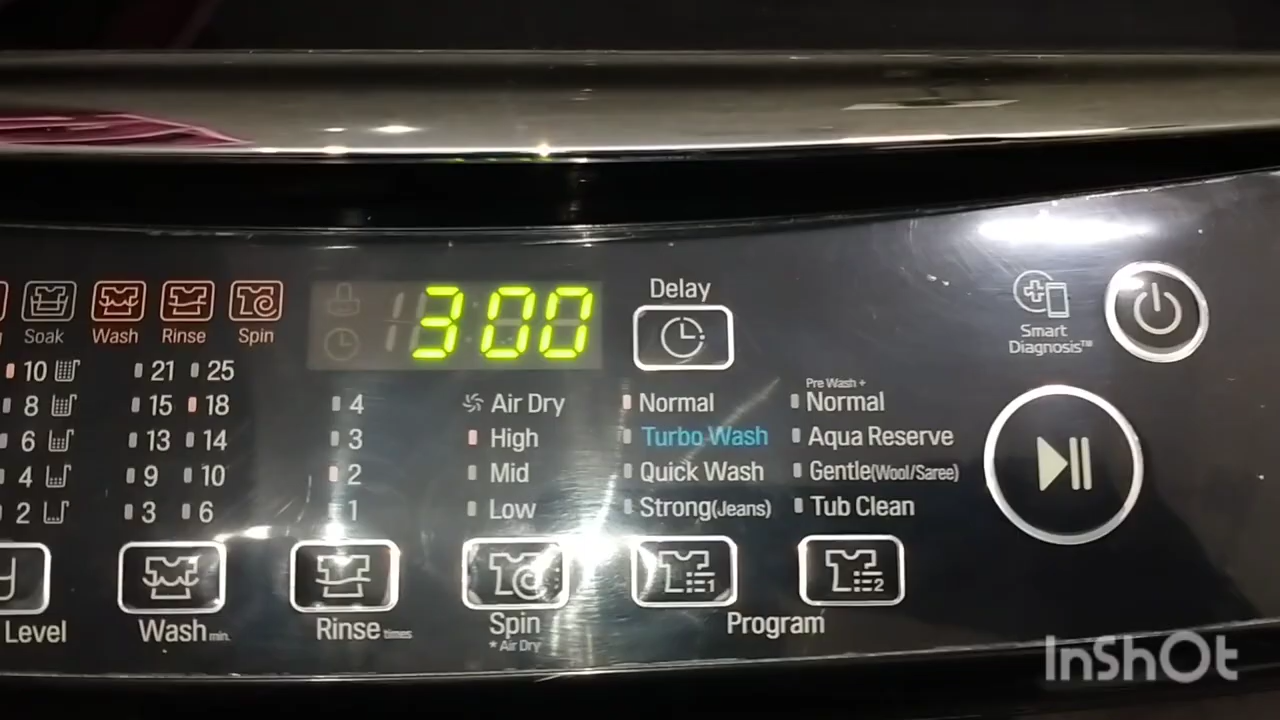 Soak Wash Rinse Spin
300
Delay
Smart
Diagnosis™
10
8
6
4
2
21 25
15 18
13 14
9 10
3 6
4
3
2
1
Air Dry
High
Mid
Low
Normal
Turbo Wash
Quick Wash
Strong(Jeans)
Pre Wash +
Normal
Aqua Reserve
Gentle(Wool/Saree)
Tub Clean
1
2
Level
Wash min.
Rinse times
Spin
* Air Dry
Program
InShOt